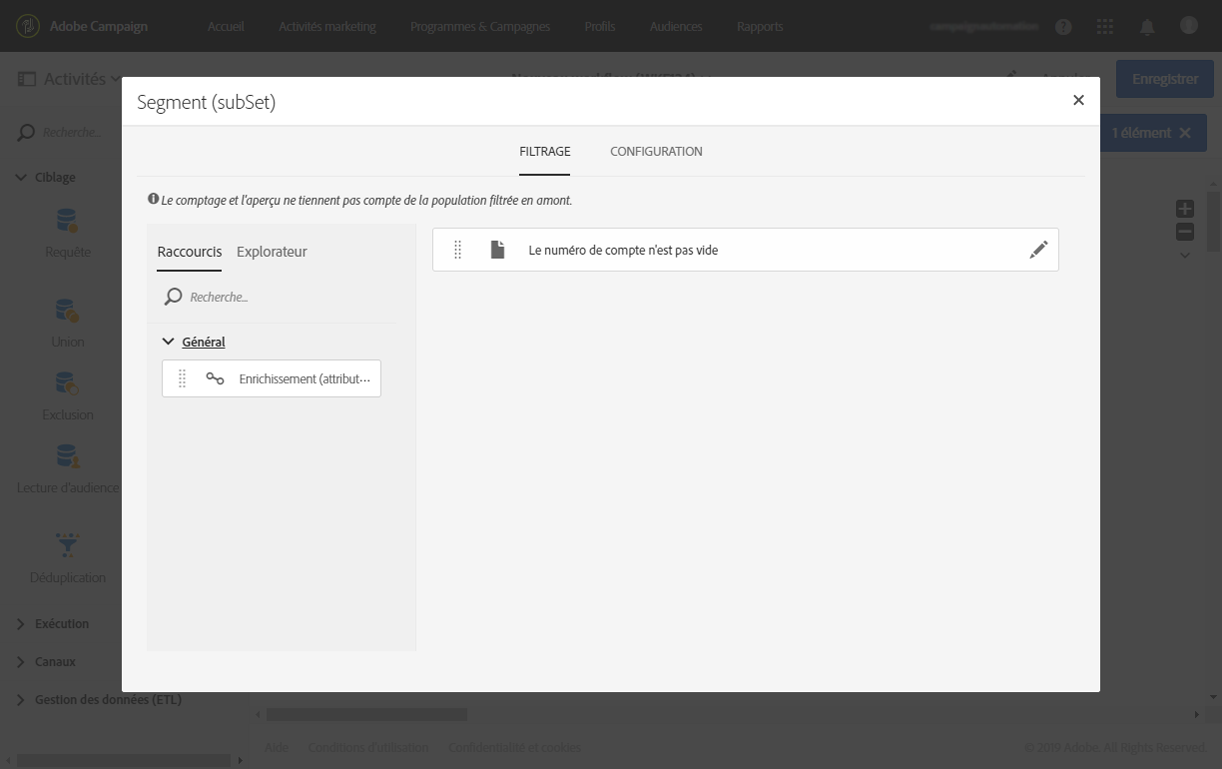 Adobe Campaign
Accueil
Activités marketing
Programmes & Campagnes
Profils
Audiences
Rapports
Activités
Annuler
Enregistrer
Segment (subSet)
Recherche...
1 élément
FILTRAGE
CONFIGURATION
Ciblage
Le comptage et l'aperçu ne tiennent pas compte de la population filtrée en amont.
Requête
Raccourcis
Explorateur
Le numéro de compte n'est pas vide
Recherche...
Union
Général
Enrichissement (attribut···
Exclusion
Lecture d'audience
Déduplication
Exécution
Canaux
Gestion des données (ETL)
Aide
Conditions d'utilisation
Confidentialité et cookies
© 2019 Adobe. All Rights Reserved.